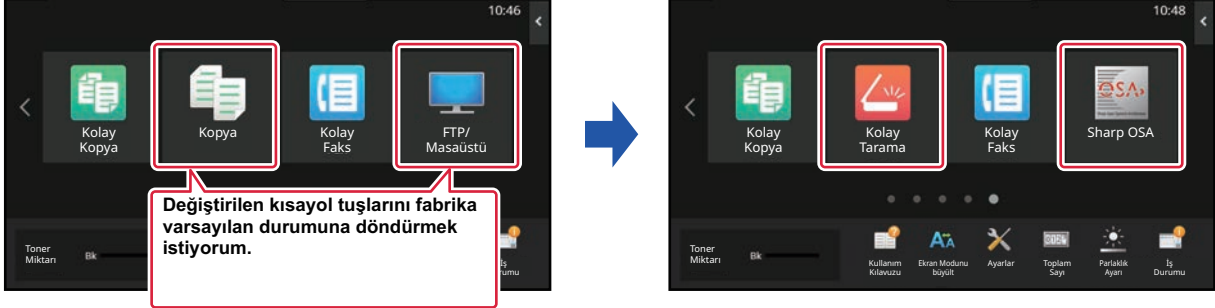 10:46
Kolay
Kopya
Kopya
Kolay
Faks
FTP/
Masaüstü
Değiştirilen kısayol tuşlarını fabrika
varsayılan durumuna döndürmek
istiyorum.
Toner
Miktarı
Bk
İş
10:48
Kolay
Kopya
Kolay
Tarama
Kolay
Faks
OSA
Sharp OSA
Toner
Miktarı
Bk
Kullanım
Kılavuzu
Ekran Modunu
büyült
Ayarlar
Toplam
Sayı
Parlaklık
Ayarı
İş
Durumu